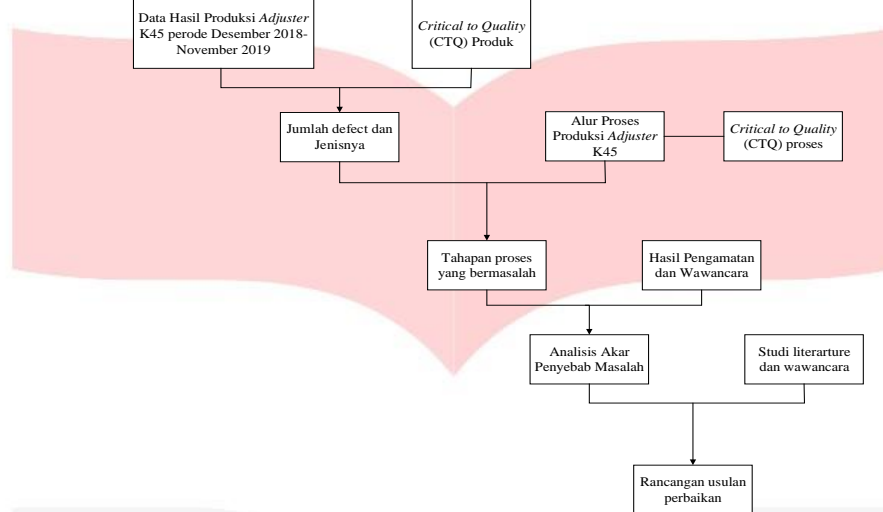 Data Hasil Produksi Adjuster
K45 perode Desember 2018-
November 2019
Critical to Quality
(CTQ) Produk
Jumlah defect dan
Jenisnya
Alur Proses
Produksi Adjuster
K45
Critical to Quality
(CTQ) proses
Tahapan proses
yang bermasalah
Hasil Pengamatan
dan Wawancara
Analisis Akar
Penyebab Masalah
Studi literarture
dan wawancara
Rancangan usulan
perbaikan